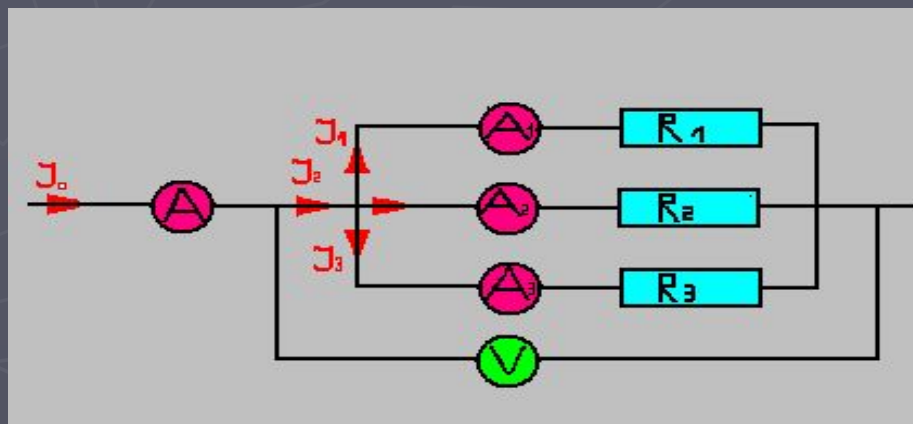 J₁ A₁ R₁
J₀ A J₂ A₂ R₂
J₃ A₃ R₃
V